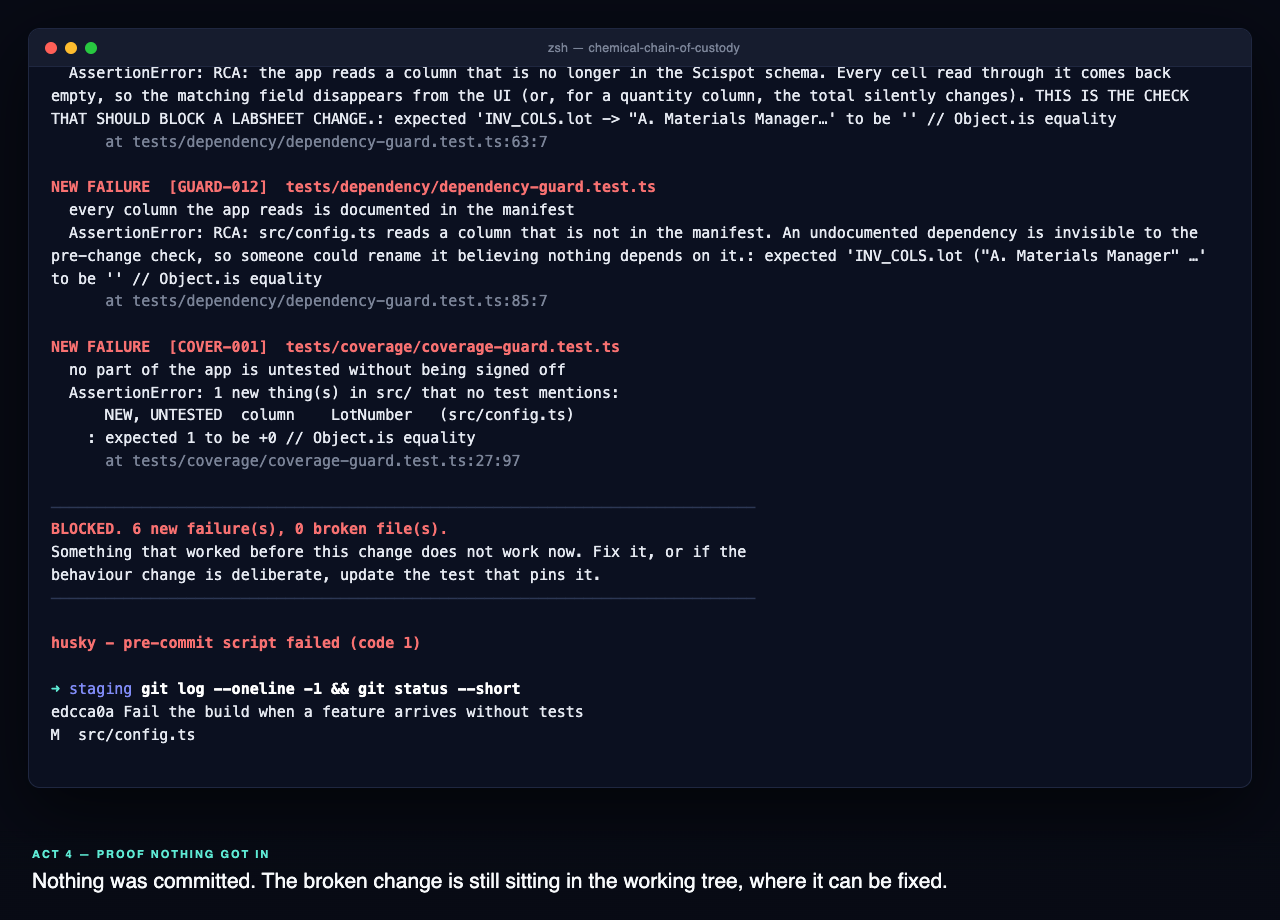 zsh — chemical-chain-of-custody
AssertionError: RCA: the app reads a column that is no longer in the Scispot schema. Every cell read through it comes back
empty, so the matching field disappears from the UI (or, for a quantity column, the total silently changes). THIS IS THE CHECK
THAT SHOULD BLOCK A LABSHEET CHANGE.: expected 'INV_COLS.lot -> "A. Materials Manager…' to be '' // Object.is equality
at tests/dependency/dependency-guard.test.ts:63:7
NEW FAILURE [GUARD-012] tests/dependency/dependency-guard.test.ts
every column the app reads is documented in the manifest
AssertionError: RCA: src/config.ts reads a column that is not in the manifest. An undocumented dependency is invisible to the
pre-change check, so someone could rename it believing nothing depends on it.: expected 'INV_COLS.lot ("A. Materials Manager" …'
to be '' // Object.is equality
at tests/dependency/dependency-guard.test.ts:85:7
NEW FAILURE [COVER-001] tests/coverage/coverage-guard.test.ts
no part of the app is untested without being signed off
AssertionError: 1 new thing(s) in src/ that no test mentions:
NEW, UNTESTED column LotNumber (src/config.ts)
: expected 1 to be +0 // Object.is equality
at tests/coverage/coverage-guard.test.ts:27:97
BLOCKED. 6 new failure(s), 0 broken file(s).
Something that worked before this change does not work now. Fix it, or if the
behaviour change is deliberate, update the test that pins it.
husky - pre-commit script failed (code 1)
➜ staging git log --oneline -1 && git status --short
edcca0a Fail the build when a feature arrives without tests
M src/config.ts
ACT 4 — PROOF NOTHING GOT IN
Nothing was committed. The broken change is still sitting in the working tree, where it can be fixed.